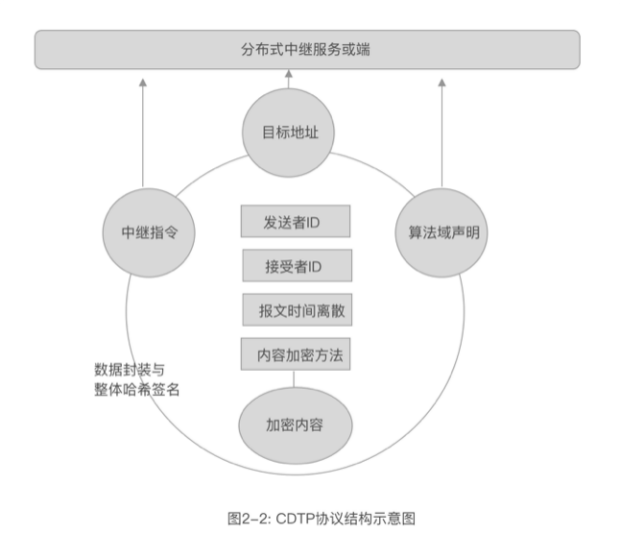 分布式中继服务或端
目标地址
中继指令
算法域声明
发送者ID
接受者ID
报文时间离散
内容加密方法
数据封装与
整体哈希签名
加密内容
图2-2: CDTP协议结构示意图